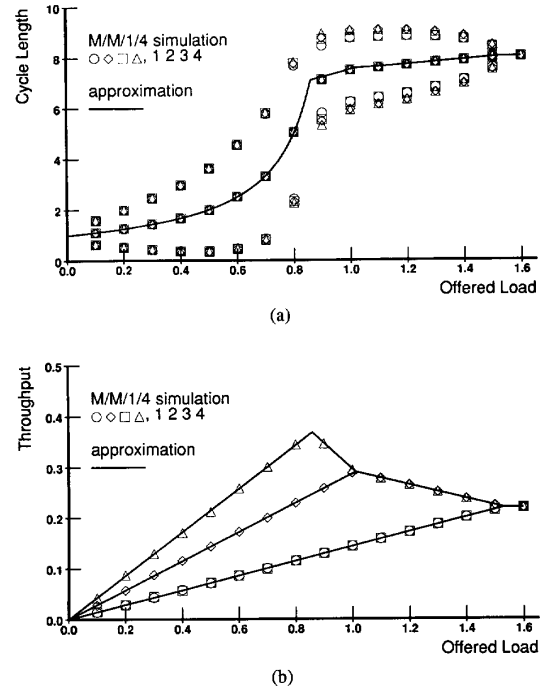 10
8
6
4
2
0
Cycle Length
M/M/1/4 simulation
, 1 2 3 4
approximation
0.0 0.2 0.4 0.6 0.8 1.0 1.2 1.4 1.6
Offered Load
(a)
0.5
0.4
0.3
0.2
0.1
0.0
Throughput
M/M/1/4 simulation
, 1 2 3 4
approximation
0.0 0.2 0.4 0.6 0.8 1.0 1.2 1.4 1.6
Offered Load
(b)